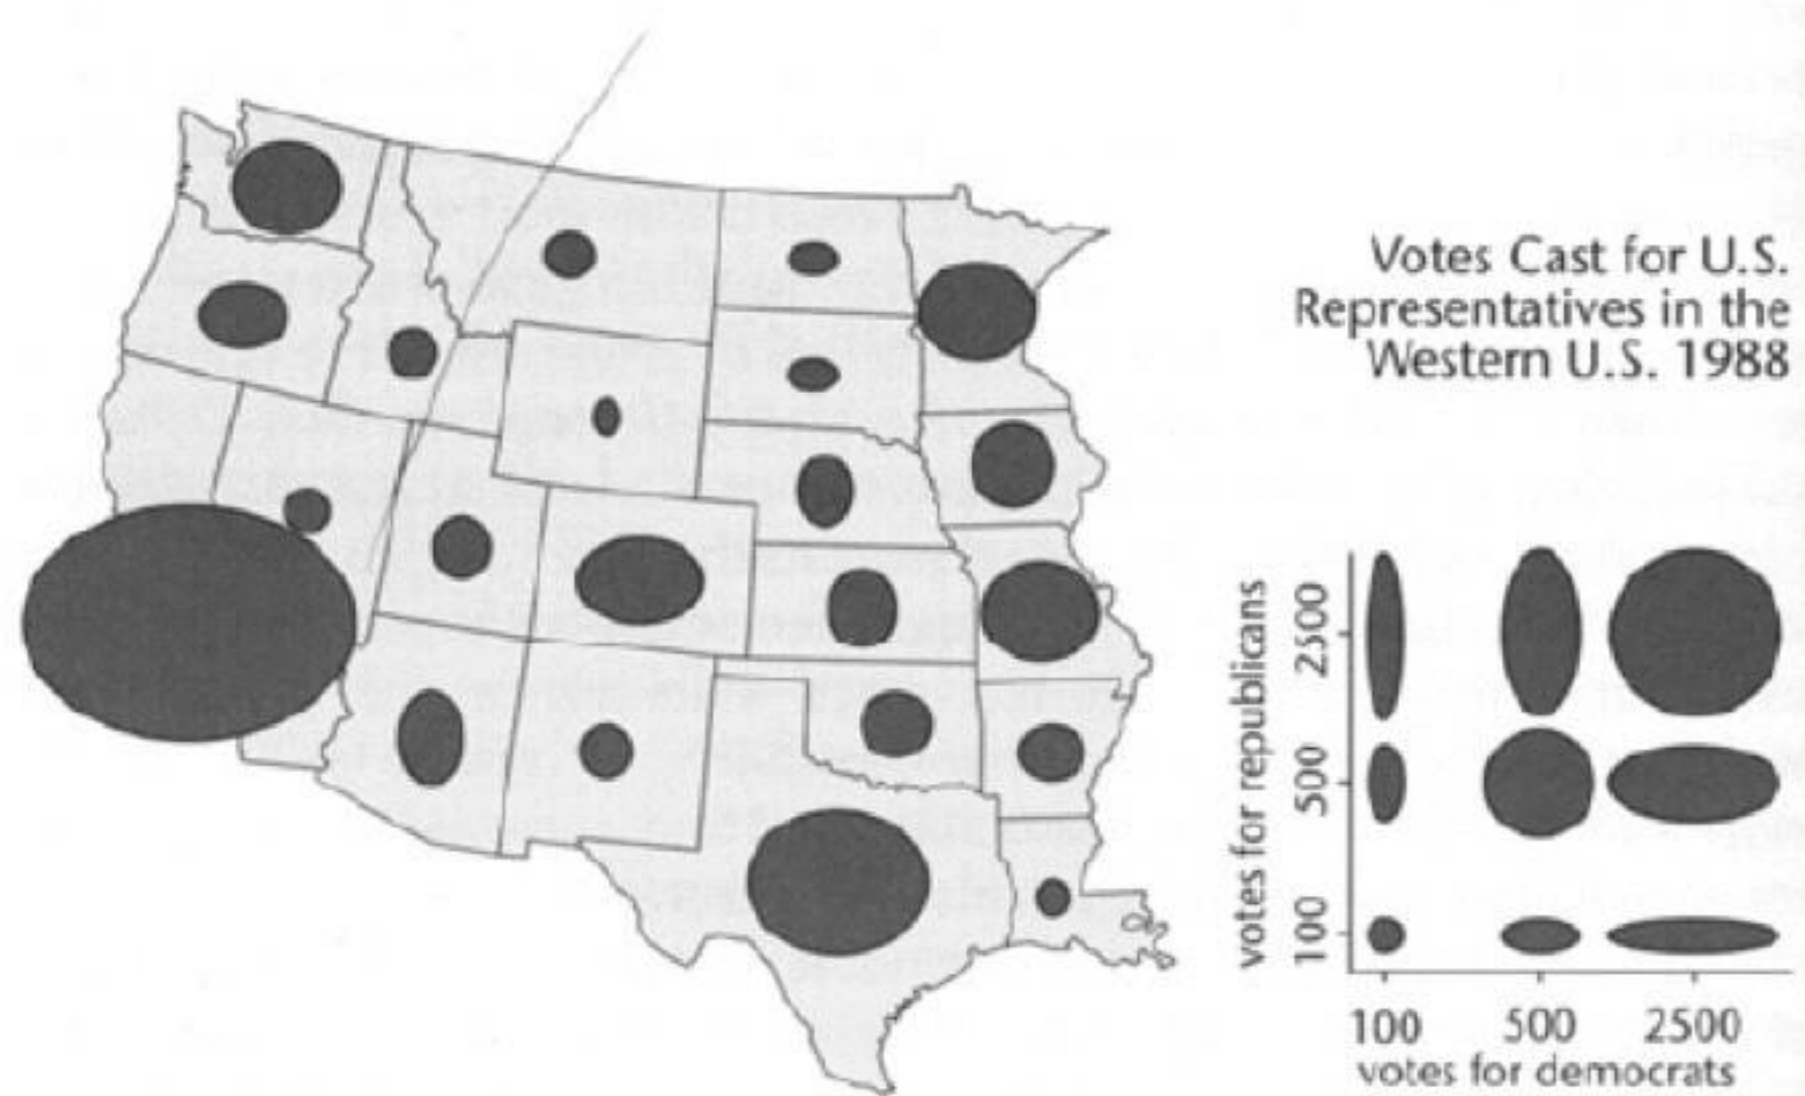 Votes Cast for U.S.
Representatives in the
Western U.S. 1988
votes for republicans
2500
500
100
100 500 2500
votes for democrats